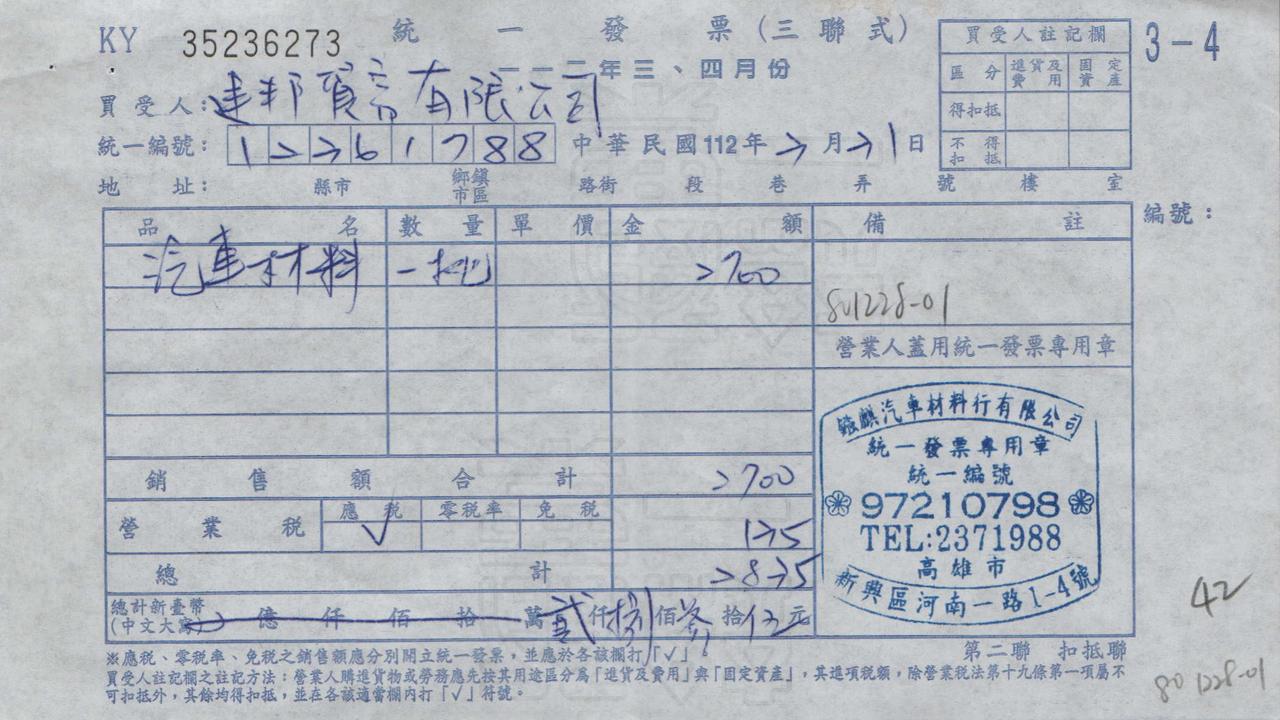 KY 35236273 統一發票(三聯式)
一一二年三、四月份
3-4
買受人註記欄
區分 進貨及費用 固定資產
得扣抵
不得扣抵
買受人: 建邦貿易有限公司
統一編號: 12261788 中華民國112年 2月21日
地址: 縣市 鄉鎮市區 路街 段 巷 弄 號 樓 室
編號:
品名 數量 單價 金額 備註
汽車材料 一批 2700
801228-01
營業人蓋用統一發票專用章
鎰麒汽車材料行有限公司
統一發票專用章
統一編號
97210798
TEL:2371988
高雄市
新興區河南一路1-4號
銷售額合計 2700
營業稅 應稅 零稅率 免稅
√ 125
總計 2825
總計新臺幣
(中文大寫) 億 仟 佰 拾 萬 貳仟 捌佰 拾 元
42
第二聯 扣抵聯
※應稅、零稅率、免稅之銷售額應分別開立統一發票,並應於各該欄打「√」。
買受人註記欄之註記方法:營業人購進貨物或勞務應先按其用途區分為「進貨及費用」與「固定資產」,其進項稅額,除營業稅法第十九條第一項屬不
可扣抵外,其餘均得扣抵,並在各該適當欄內打「√」符號。
801228-01